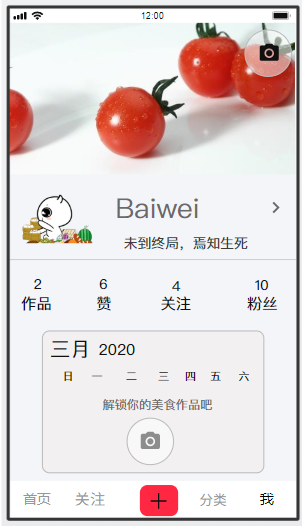 12:00
Baiwei
未到终局，焉知生死
2 6 4 10
作品 赞 关注 粉丝
三月 2020
日 一 二 三 四 五 六
解锁你的美食作品吧
首页 关注 分类 我